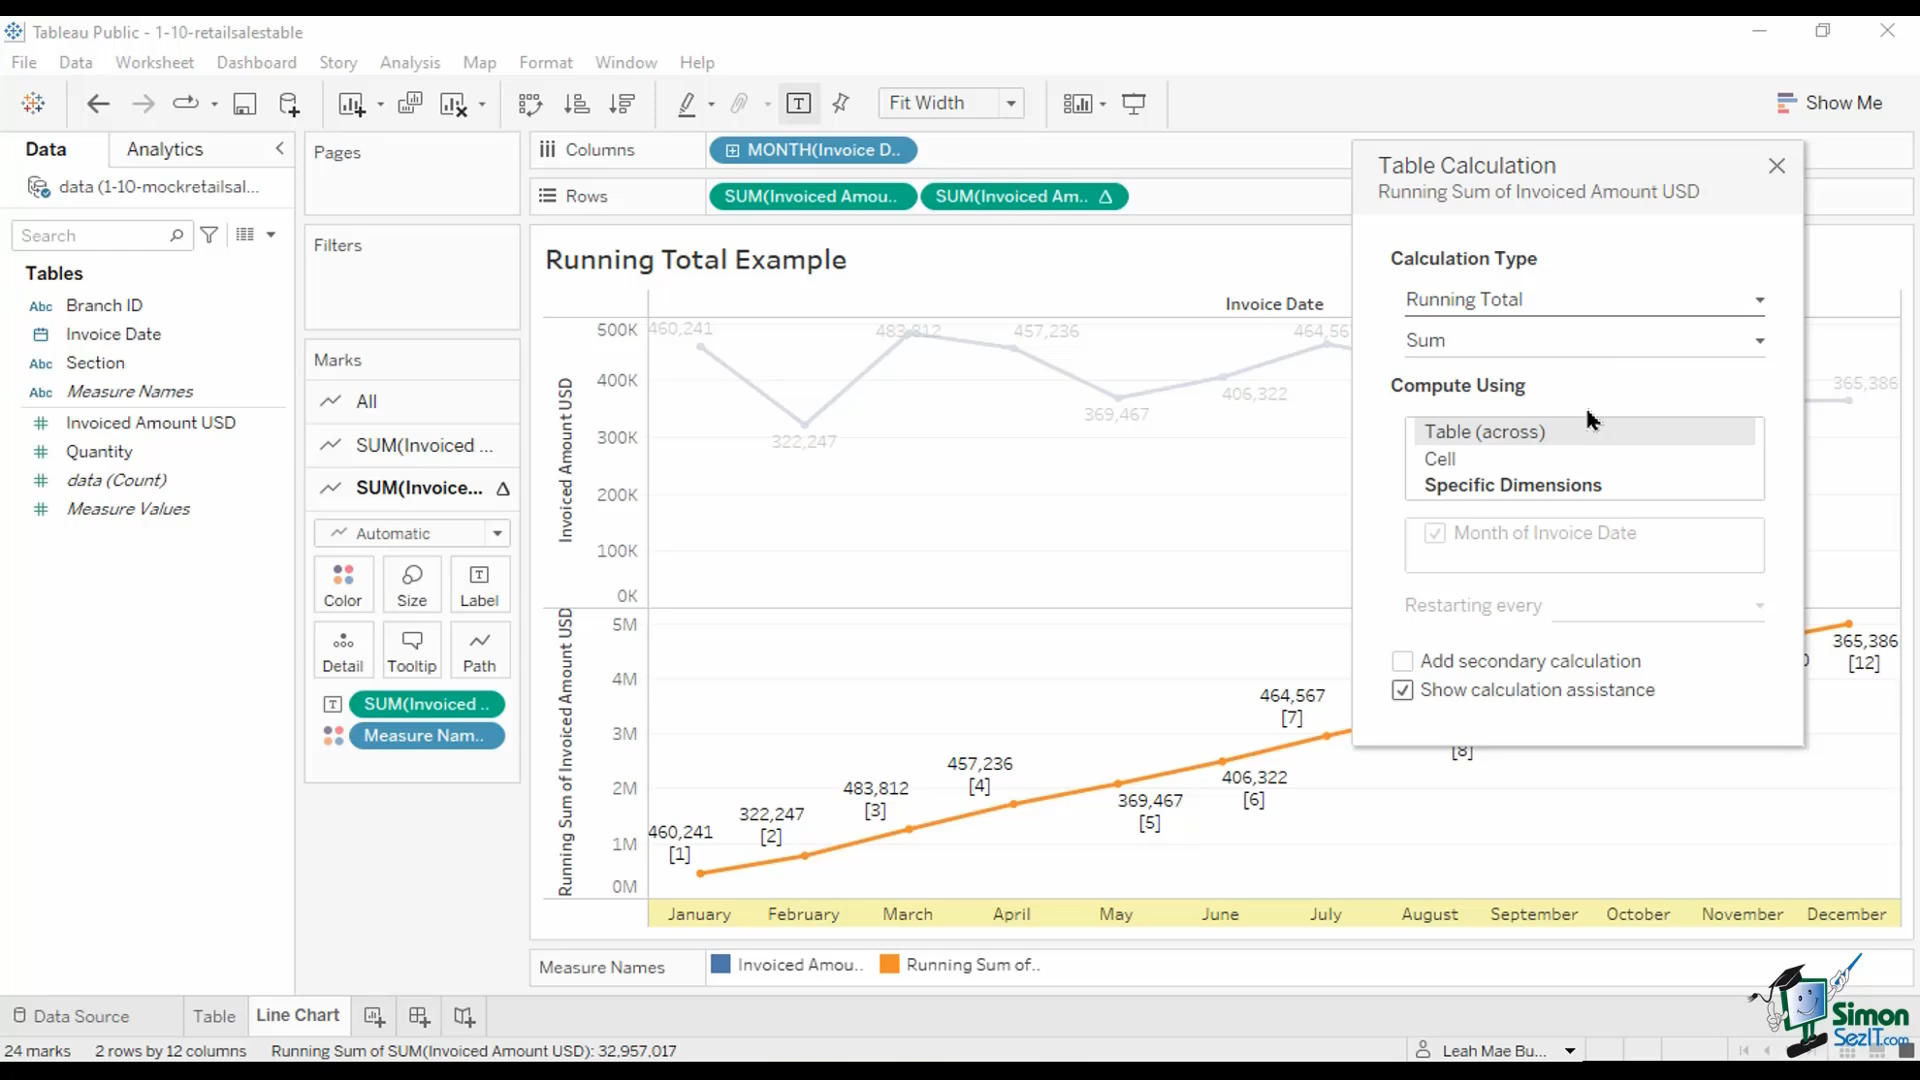 Tableau Public - 1-10-retailsalestable
File Data Worksheet Dashboard Story Analysis Map Format Window Help
Fit Width
Show Me
Data
Analytics
data (1-10-mockretailsal...
Search
Tables
Abc Branch ID
Invoice Date
Abc Section
Abc Measure Names
Invoiced Amount USD
Quantity
data (Count)
Measure Values
Pages
Filters
Marks
All
SUM(Invoiced ...
SUM(Invoice... Δ
Automatic
Color Size Label
Detail Tooltip Path
SUM(Invoiced ..
Measure Nam..
Columns
MONTH(Invoice D..
Rows
SUM(Invoiced Amou..
SUM(Invoiced Am.. Δ
Running Total Example
Invoice Date
Invoiced Amount USD
500K
400K
300K
200K
100K
0K
460,241
322,247
483,812
457,236
369,467
406,322
464,567
365,386
Running Sum of Invoiced Amount USD
5M
4M
3M
2M
1M
0M
460,241
[1]
322,247
[2]
483,812
[3]
457,236
[4]
369,467
[5]
406,322
[6]
464,567
[7]
[8]
365,386
[12]
January February March April May June July August September October November December
Measure Names
Invoiced Amou..
Running Sum of..
Table Calculation
Running Sum of Invoiced Amount USD
Calculation Type
Running Total
Sum
Compute Using
Table (across)
Cell
Specific Dimensions
Month of Invoice Date
Restarting every
Add secondary calculation
Show calculation assistance
Data Source
Table
Line Chart
24 marks
2 rows by 12 columns
Running Sum of SUM(Invoiced Amount USD): 32,957,017
Leah Mae Bu...
Simon
SezIT.com